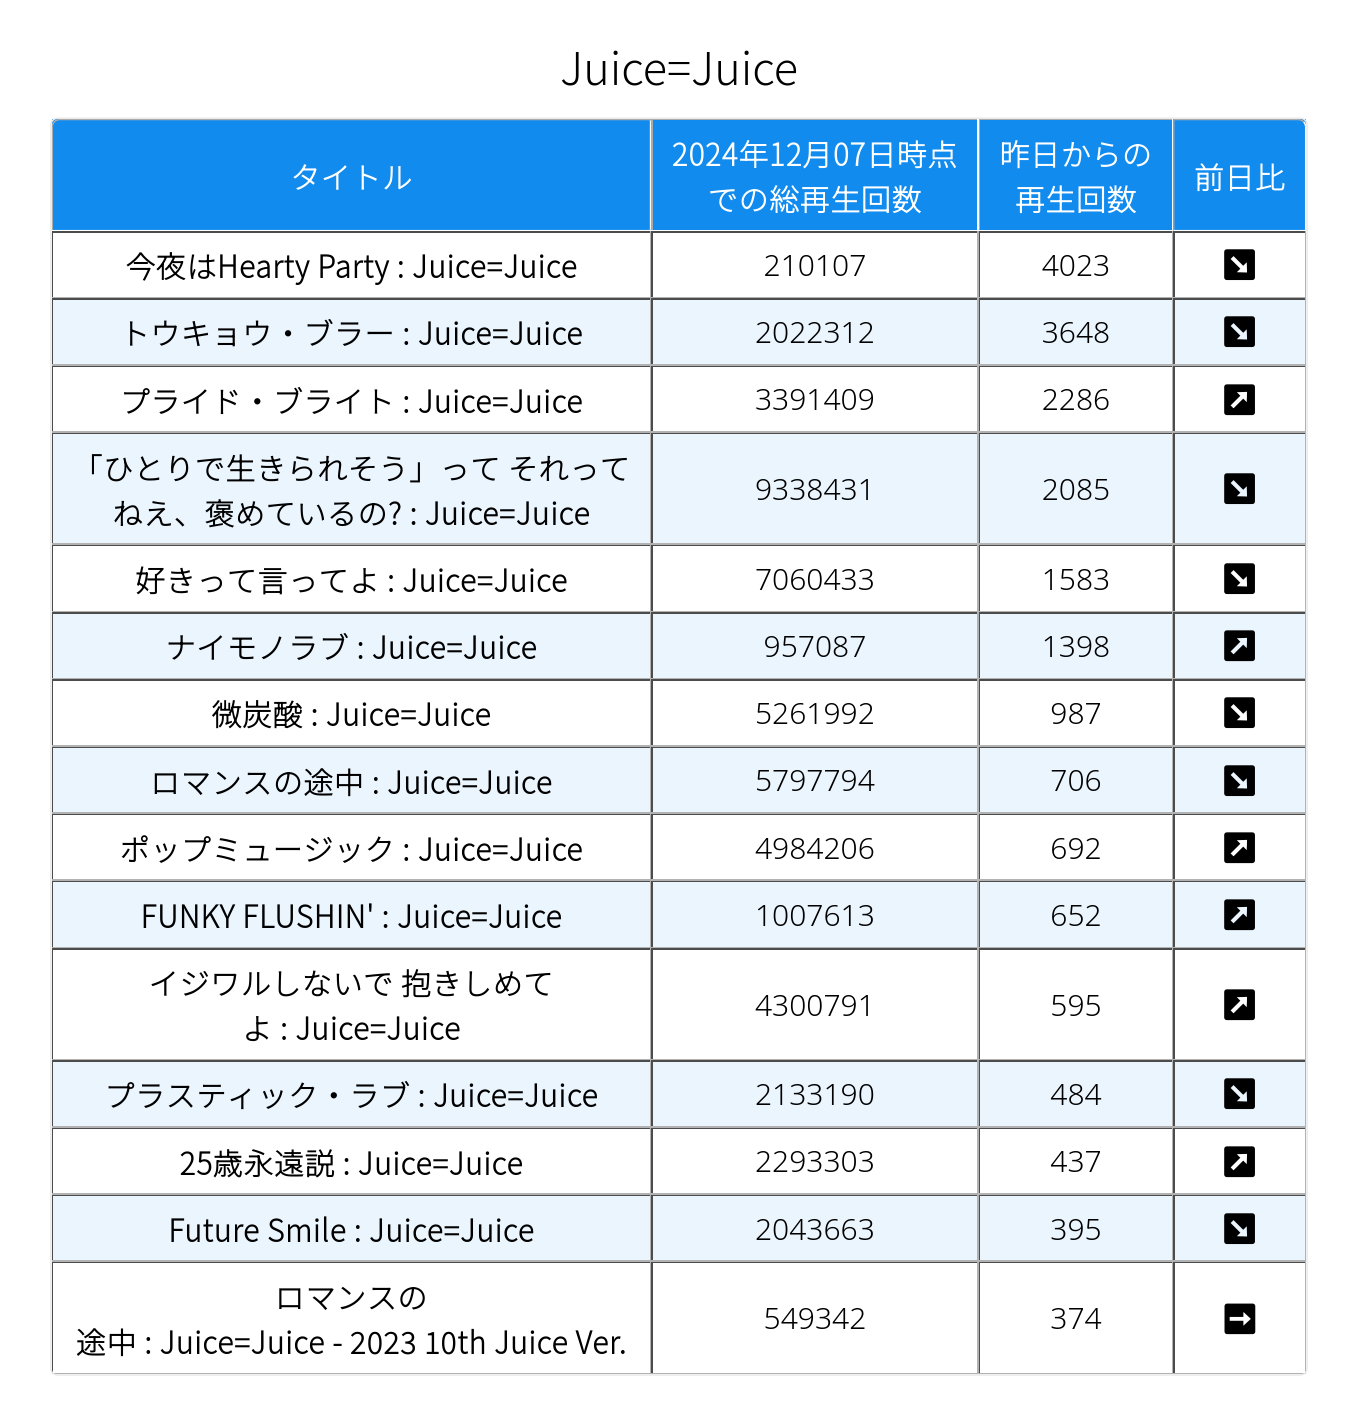 Juice=Juice
タイトル
2024年12月07日時点
での総再生回数
昨日からの
再生回数
前日比
今夜はHearty Party : Juice=Juice
210107
4023
↘
トウキョウ・ブラー : Juice=Juice
2022312
3648
↘
プライド・ブライト : Juice=Juice
3391409
2286
↗
「ひとりで生きられそう」って それって
ねえ、褒めているの? : Juice=Juice
9338431
2085
↘
好きって言ってよ : Juice=Juice
7060433
1583
↘
ナイモノラブ : Juice=Juice
957087
1398
↗
微炭酸 : Juice=Juice
5261992
987
↘
ロマンスの途中 : Juice=Juice
5797794
706
↘
ポップミュージック : Juice=Juice
4984206
692
↗
FUNKY FLUSHIN' : Juice=Juice
1007613
652
↗
イジワルしないで 抱きしめて
よ : Juice=Juice
4300791
595
↗
プラスティック・ラブ : Juice=Juice
2133190
484
↘
25歳永遠説 : Juice=Juice
2293303
437
↗
Future Smile : Juice=Juice
2043663
395
↘
ロマンスの
途中 : Juice=Juice - 2023 10th Juice Ver.
549342
374
→